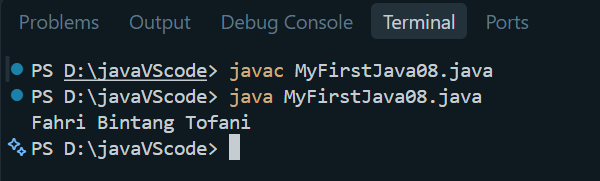 Problems Output Debug Console Terminal Ports
PS D:\javaVScode> javac MyFirstJava08.java
PS D:\javaVScode> java MyFirstJava08.java
Fahri Bintang Tofani
PS D:\javaVScode>